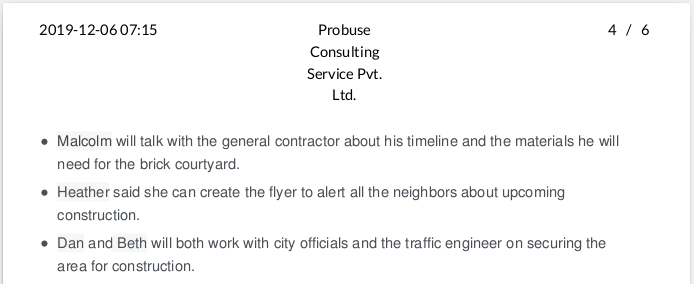 2019-12-06 07:15
Probuse
Consulting
Service Pvt.
Ltd.
4 / 6
• Malcolm will talk with the general contractor about his timeline and the materials he will
need for the brick courtyard.
• Heather said she can create the flyer to alert all the neighbors about upcoming
construction.
• Dan and Beth will both work with city officials and the traffic engineer on securing the
area for construction.